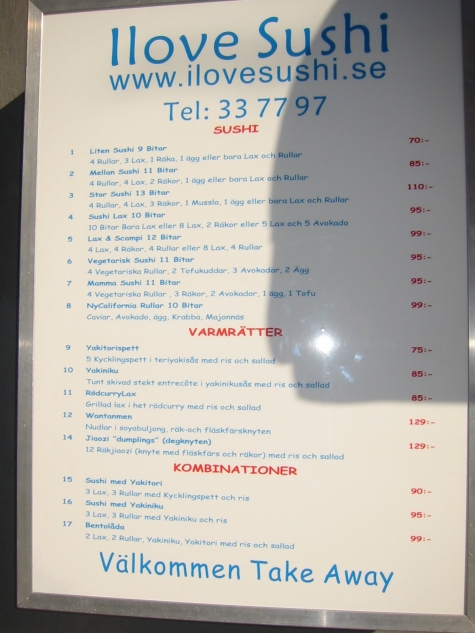 Ilove Sushi
www.ilovesushi.se
Tel: 33 77 97
SUSHI
1 Liten Sushi 9 Bitar 70:-
4 Rullar, 3 Lax, 1 Räka, 1 ägg eller bara Lax och Rullar
2 Mellan Sushi 11 Bitar 85:-
4 Rullar, 4 Lax, 2 Räkor, 1 ägg eller bara Lax och Rullar
3 Stor Sushi 13 Bitar 110:-
4 Rullar, 4 Lax, 3 Räkor, 1 Mussla, 1 ägg eller bara Lax och Rullar
4 Sushi Lax 10 Bitar 95:-
10 Bitar Bara Lax eller 8 Lax, 2 Räkor eller 5 Lax och 5 Avokado
5 Lax & Scampi 12 Bitar 99:-
4 Lax, 4 Räkor, 4 Rullar eller 8 Lax, 4 Rullar
6 Vegetarisk Sushi 11 Bitar 95:-
4 Vegetariska Rullar, 2 Tofukuddar, 3 Avokador, 2 Ägg
7 Mamma Sushi 11 Bitar 95:-
4 Vegetariska Rullar , 3 Räkor, 2 Avokador, 1 ägg, 1 Tofu
8 NyCalifornia Rullar 10 Bitar 99:-
Caviar, Avokado, ägg, Krabba, Majonnäs
VARMRÄTTER
9 Yakitorispett 75:-
5 Kycklingspett i teriyakisås med ris och sallad
10 Yakiniku 85:-
Tunt skivad stekt entrecôte i yakinikusås med ris och sallad
11 RödcurryLax 85:-
Grillad lax i het rödcurry med ris och sallad
12 Wantanmen 129:-
Nudlar i soyabuljong, räk-och fläskfärsknyten
14 Jiaozi "dumplings" (degknyten) 129:-
12 Räkjiaozi (knyte med fläskfärs och räkor) med ris och sallad
KOMBINATIONER
15 Sushi med Yakitori 90:-
3 Lax, 3 Rullar med Kycklingspett och ris
16 Sushi med Yakiniku 95:-
3 Lax, 3 Rullar med Yakiniku och ris
17 Bentolåda 99:-
2 Lax, 2 Rullar, Yakiniku, Yakitori med ris och sallad
Välkommen Take Away